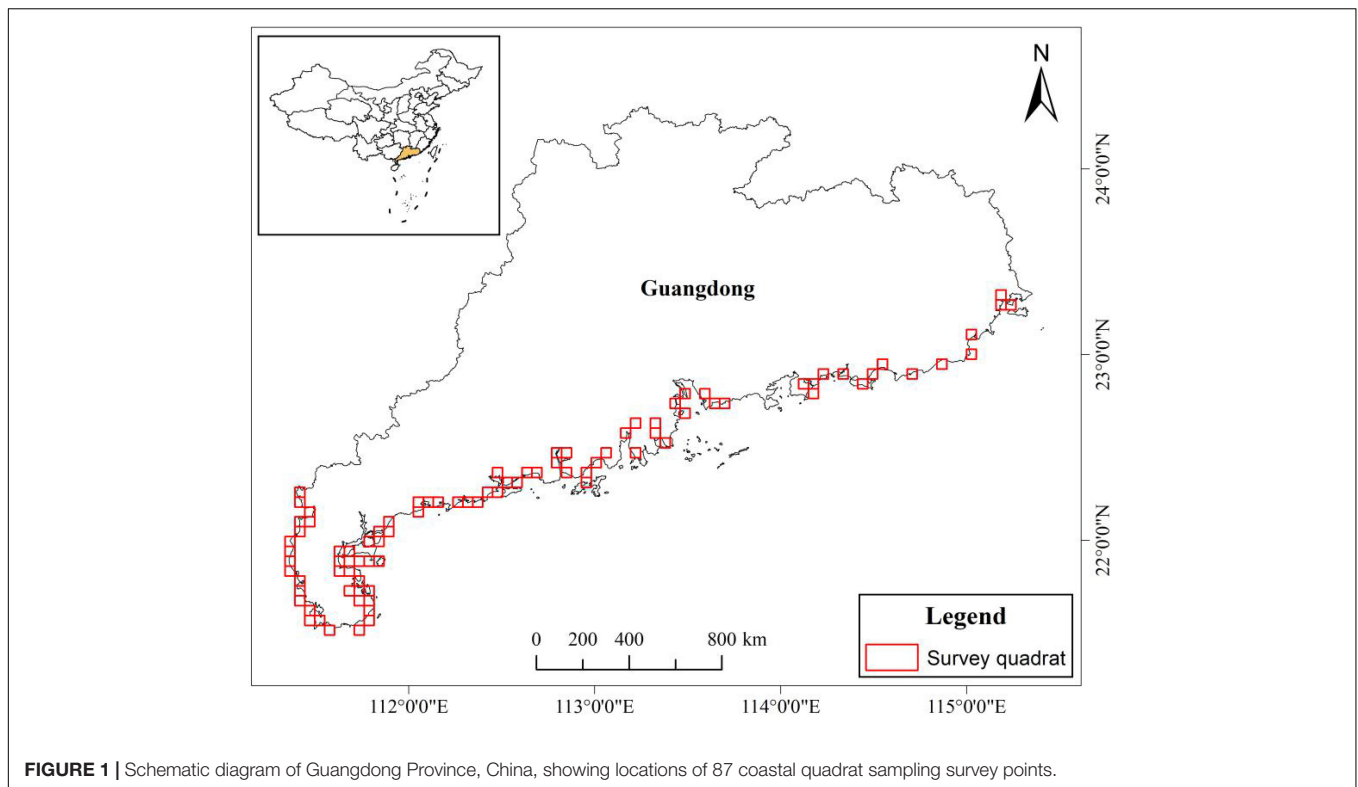 N
24°0'0"N
Guangdong
23°0'0"N
22°0'0"N
Legend
Survey quadrat
0 200 400 800 km
112°0'0"E 113°0'0"E 114°0'0"E 115°0'0"E
FIGURE 1 | Schematic diagram of Guangdong Province, China, showing locations of 87 coastal quadrat sampling survey points.